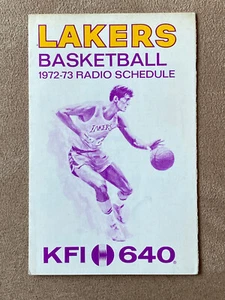 LAKERS
BASKETBALL
1972-73 RADIO SCHEDULE
LAKERS
KFI 640